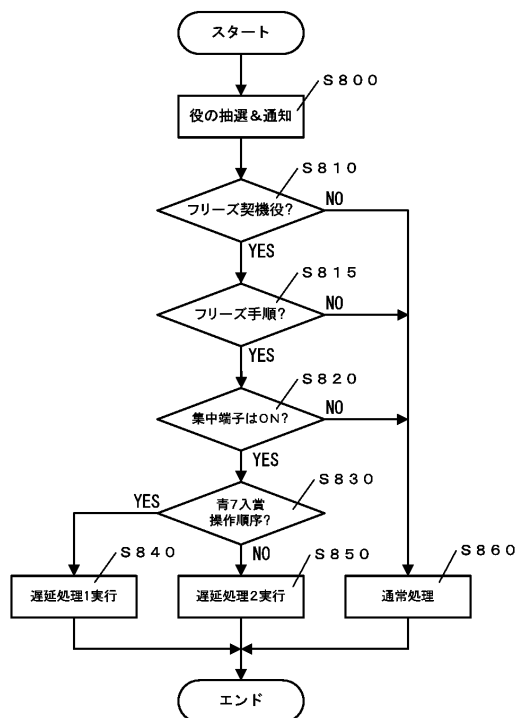 スタート
S800
役の抽選&通知
S810
フリーズ契機役?
NO
YES
S815
フリーズ手順?
NO
YES
S820
集中端子はON?
NO
YES
S830
青7入賞
操作順序?
YES
NO
S840
遅延処理1実行
S850
遅延処理2実行
S860
通常処理
エンド